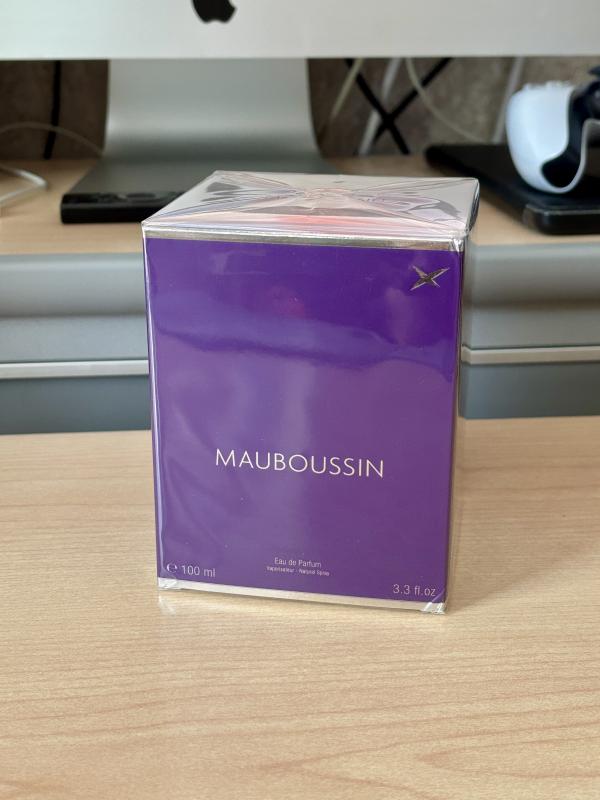 MAUBOUSSIN
Eau de Parfum
Vaporisateur - Natural Spray
℮ 100 ml
3.3 fl.oz